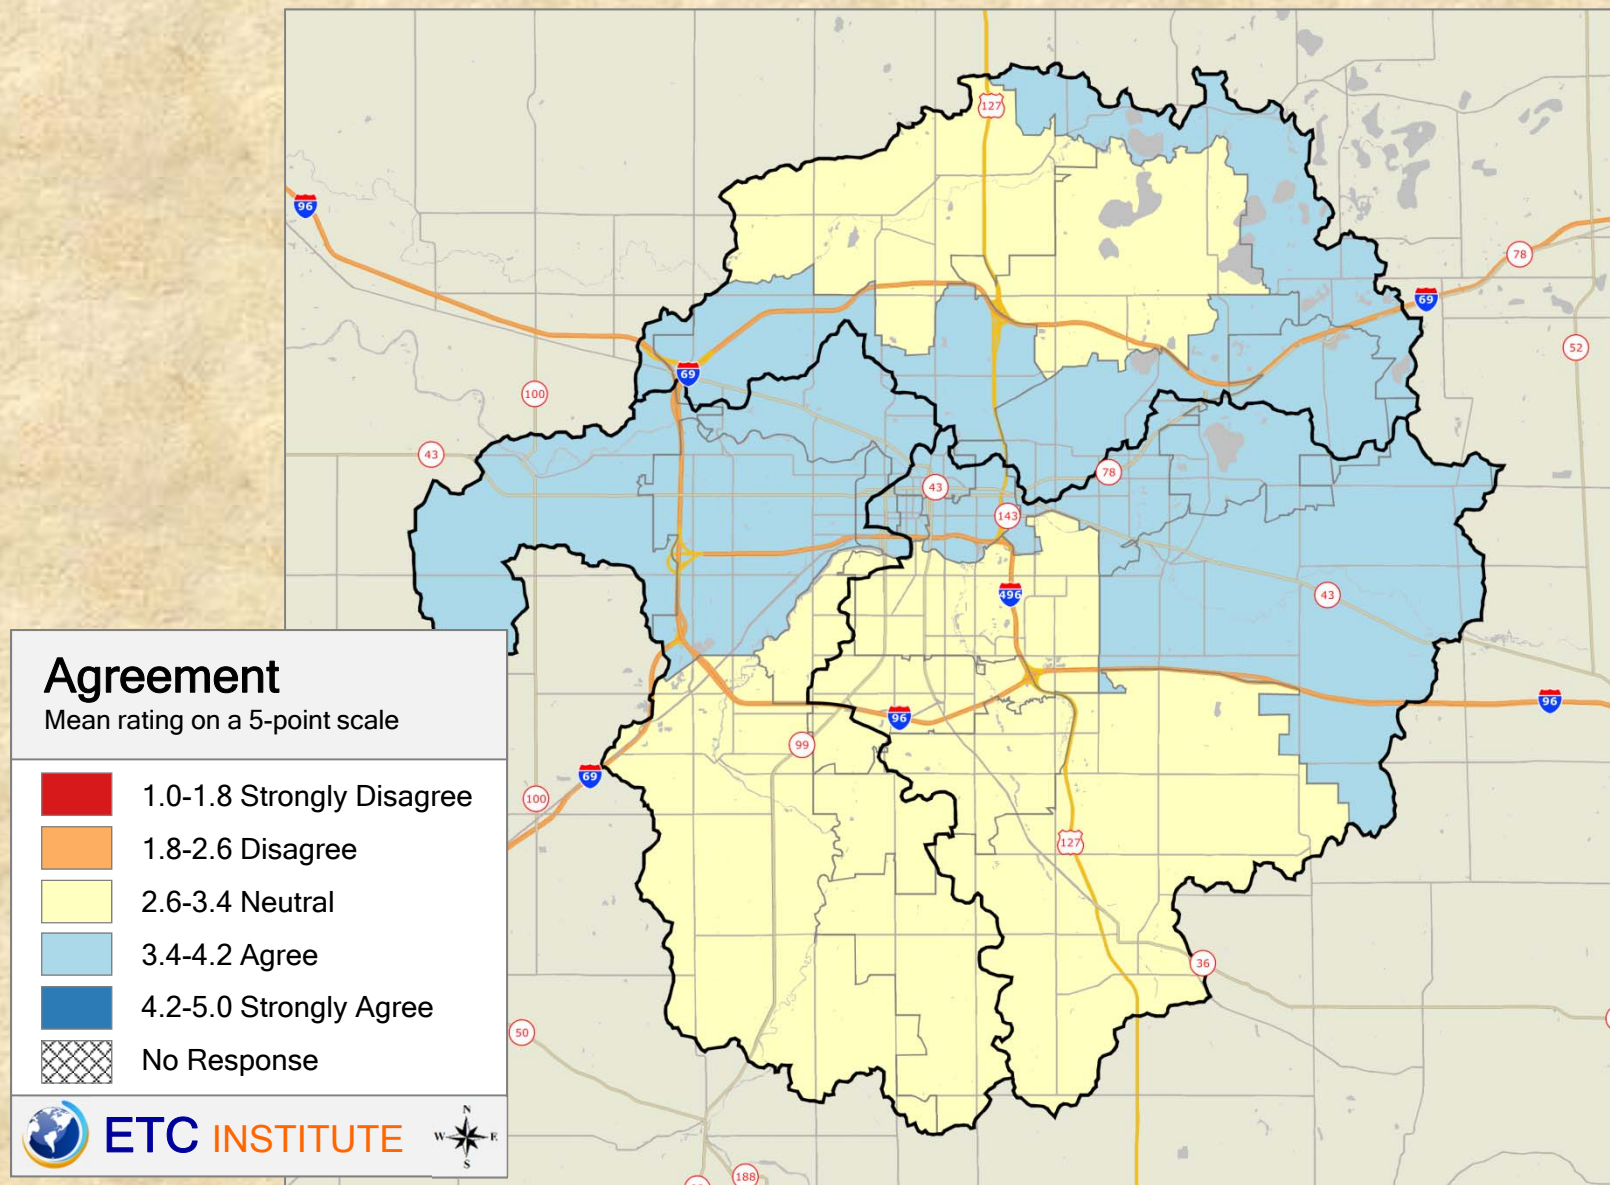 127
96
78
69
52
69
100
43
43
78
143
496
43
96
96
99
69
100
127
36
50
188
Agreement
Mean rating on a 5-point scale
1.0-1.8 Strongly Disagree
1.8-2.6 Disagree
2.6-3.4 Neutral
3.4-4.2 Agree
4.2-5.0 Strongly Agree
No Response
ETC INSTITUTE
N
W E
S